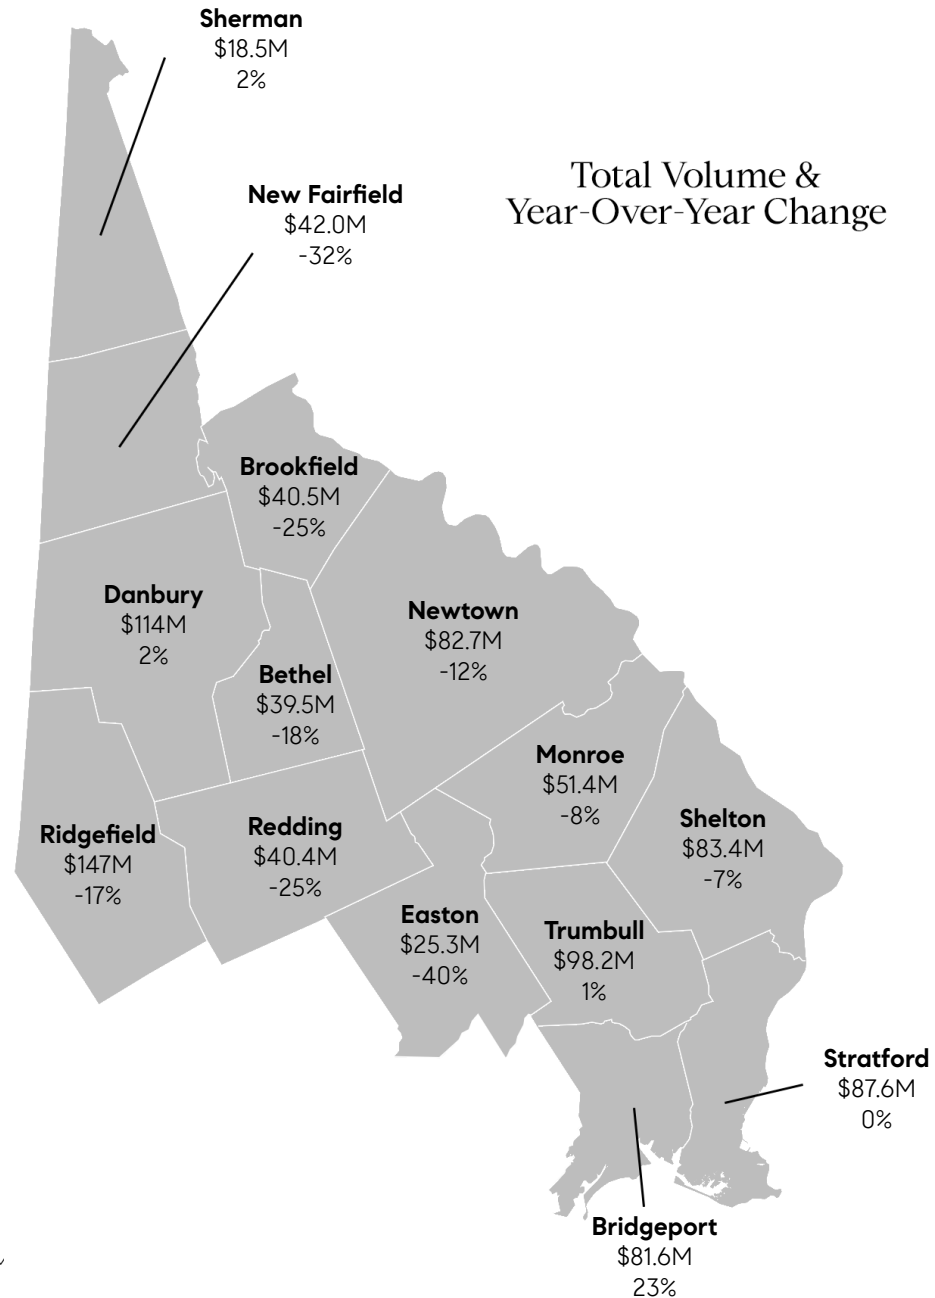 Sherman
$18.5M
2%
Total Volume &
Year-Over-Year Change
New Fairfield
$42.0M
-32%
Brookfield
$40.5M
-25%
Danbury
$114M
2%
Newtown
$82.7M
-12%
Bethel
$39.5M
-18%
Monroe
$51.4M
-8%
Shelton
$83.4M
-7%
Ridgefield
$147M
-17%
Redding
$40.4M
-25%
Easton
$25.3M
-40%
Trumbull
$98.2M
1%
Stratford
$87.6M
0%
Bridgeport
$81.6M
23%